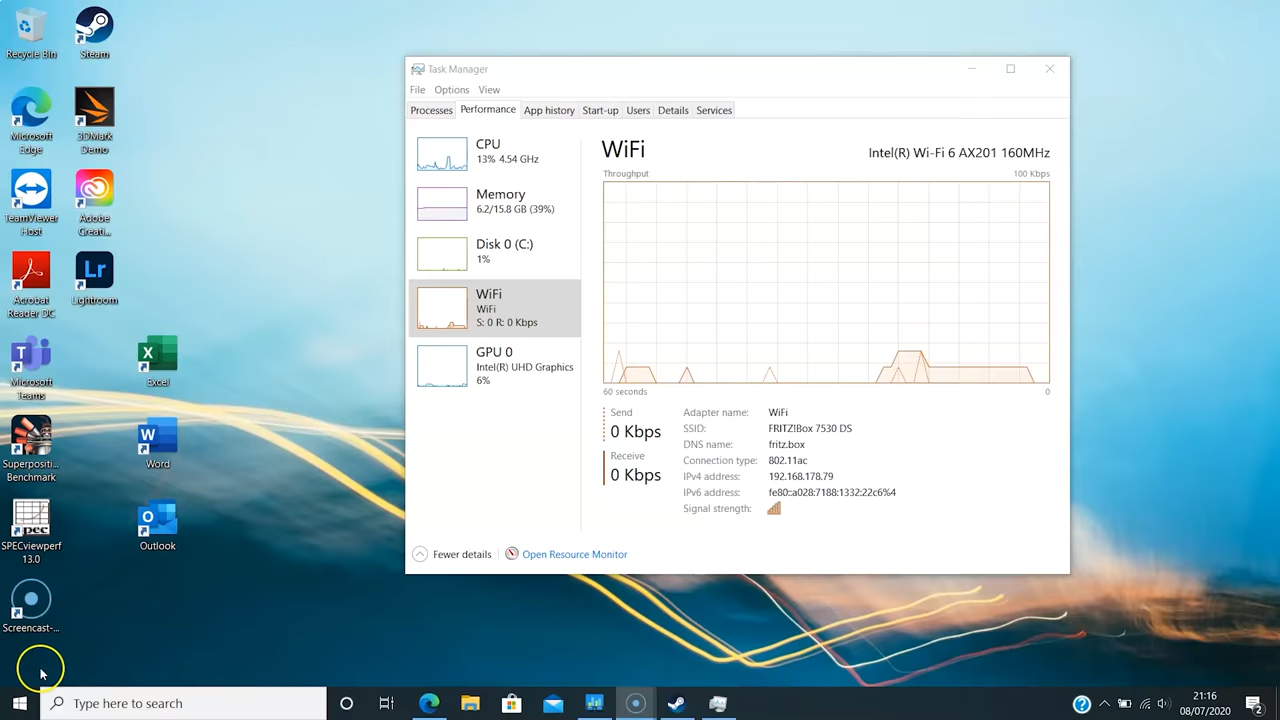 Recycle Bin
Steam
Microsoft
Edge
3DMark
Demo
TeamViewer
Host
Adobe
Creati...
Acrobat
Reader DC
Lr
Lightroom
Microsoft
Teams
X
Excel
Superpositi...
Benchmark
W
Word
spec
SPECviewperf
13.0
O
Outlook
Screencast-...
Task Manager
File Options View
Processes Performance App history Start-up Users Details Services
CPU
13% 4.54 GHz
Memory
6.2/15.8 GB (39%)
Disk 0 (C:)
1%
WiFi
WiFi
S: 0 R: 0 Kbps
GPU 0
Intel(R) UHD Graphics
6%
WiFi
Intel(R) Wi-Fi 6 AX201 160MHz
Throughput 100 Kbps
60 seconds 0
Send
0 Kbps
Receive
0 Kbps
Adapter name: WiFi
SSID: FRITZ!Box 7530 DS
DNS name: fritz.box
Connection type: 802.11ac
IPv4 address: 192.168.178.79
IPv6 address: fe80::a028:7188:1332:22c6%4
Signal strength:
Fewer details Open Resource Monitor
Type here to search
?
21:16
08/07/2020
2